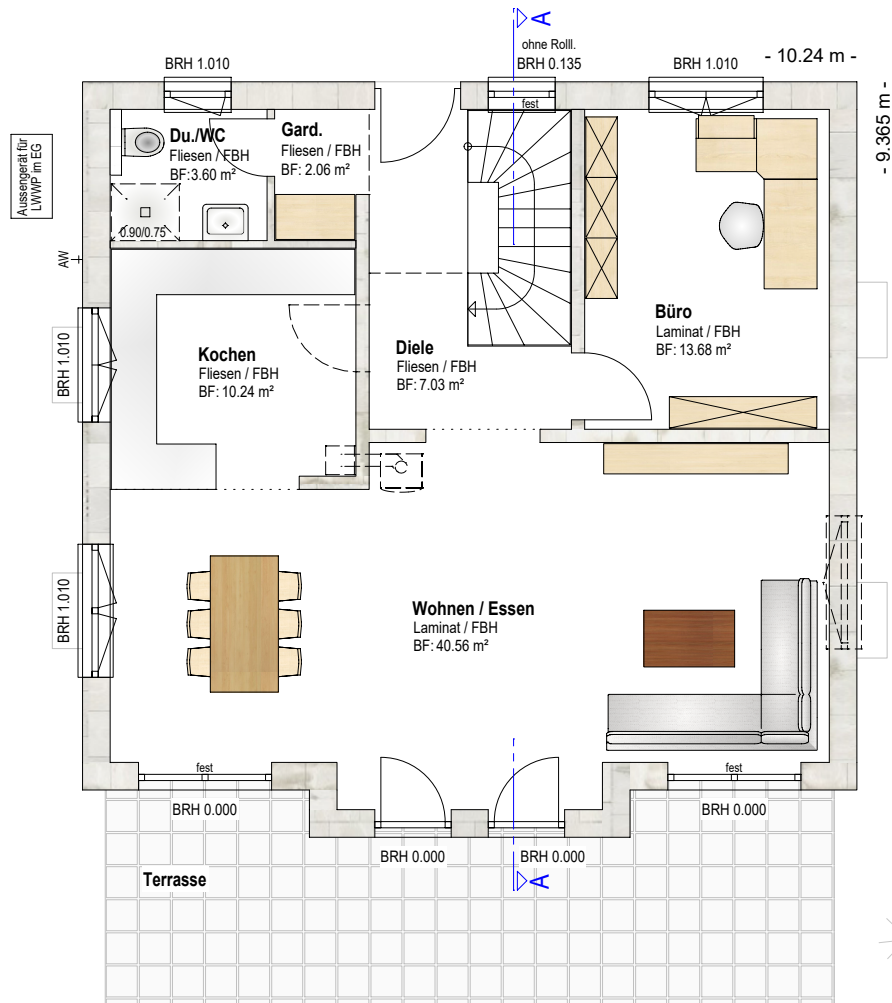 A
ohne Rolll.
BRH 1.010
BRH 0.135
BRH 1.010
- 10.24 m -
- 9.365 m -
fest
Aussengerät für
LWWP im EG
Du./WC
Fliesen / FBH
BF:3.60 m²
Gard.
Fliesen / FBH
BF: 2.06 m²
0.90/0.75
AW
BRH 1.010
Kochen
Fliesen / FBH
BF: 10.24 m²
Diele
Fliesen / FBH
BF: 7.03 m²
Büro
Laminat / FBH
BF: 13.68 m²
BRH 1.010
Wohnen / Essen
Laminat / FBH
BF: 40.56 m²
fest
fest
BRH 0.000
BRH 0.000
BRH 0.000
BRH 0.000
Terrasse
A